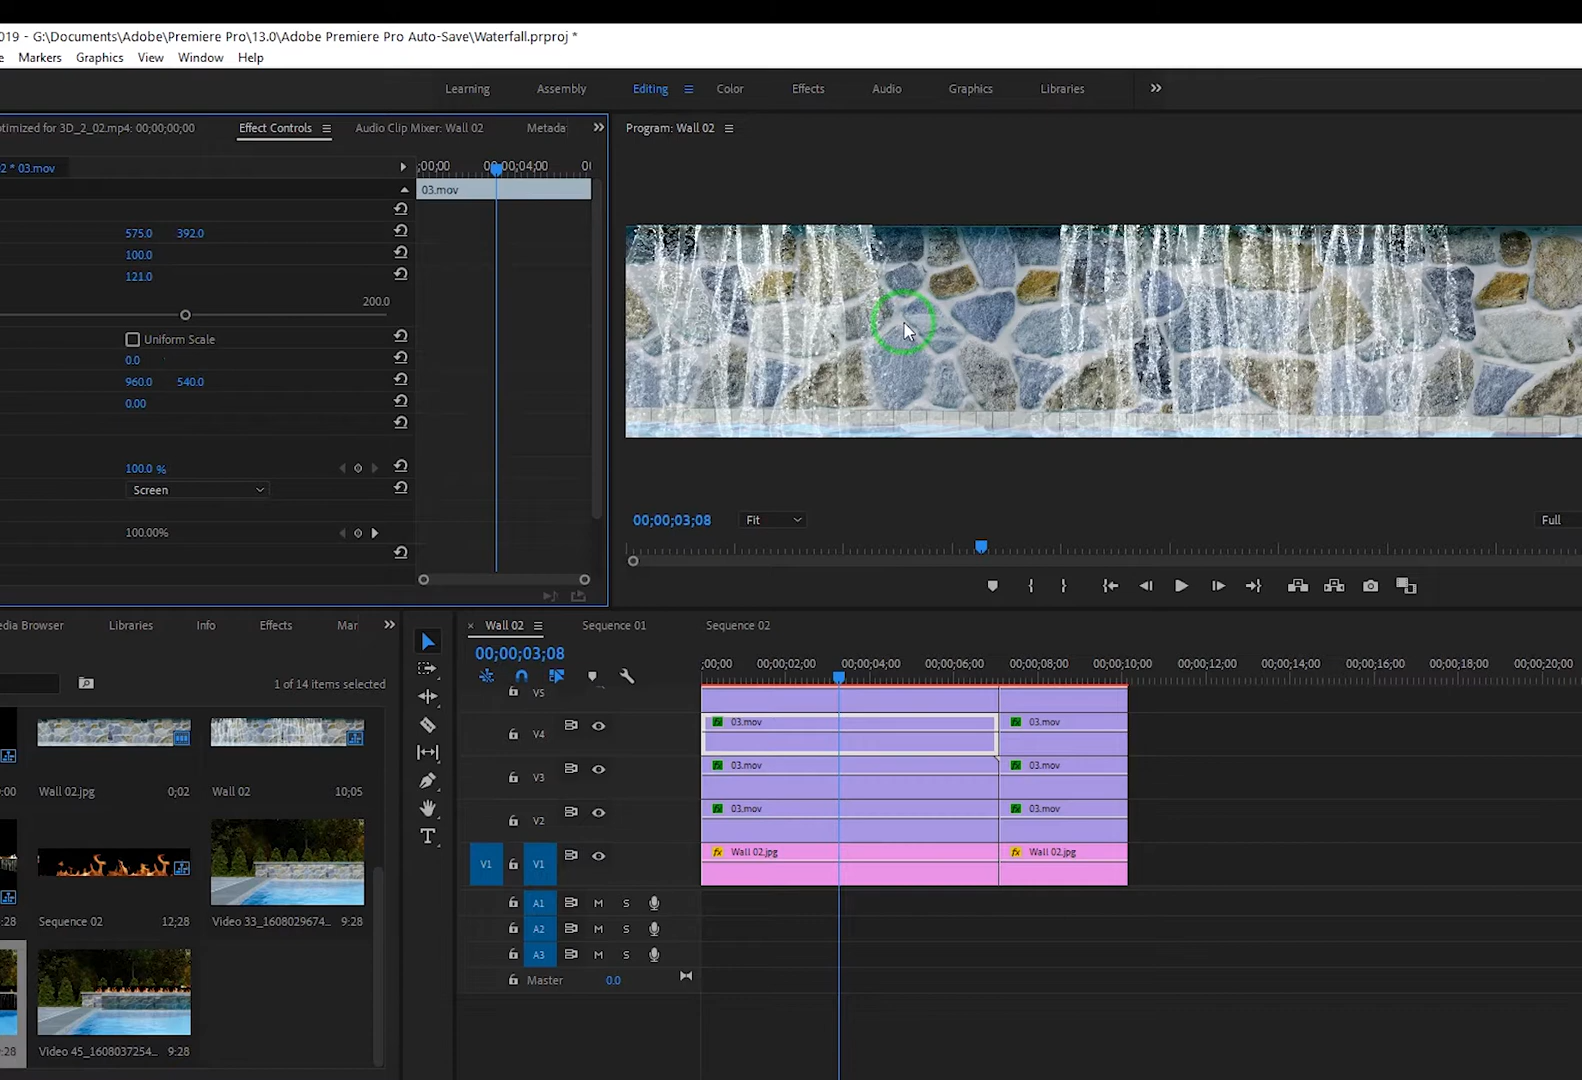 019 - G:\Documents\Adobe\Premiere Pro\13.0\Adobe Premiere Pro Auto-Save\Waterfall.prproj *
Markers Graphics View Window Help
Learning Assembly Editing Color Effects Audio Graphics Libraries
timized for 3D_2_02.mp4: 00;00;00;00 Effect Controls Audio Clip Mixer: Wall 02 Metada
Program: Wall 02
2 * 03.mov
;00;00 00;00;04;00
03.mov
575.0 392.0
100.0
121.0
200.0
Uniform Scale
0.0
960.0 540.0
0.00
100.0 %
Screen
100.00%
00;00;03;08 Fit Full
edia Browser Libraries Info Effects Mar
1 of 14 items selected
Wall 02.jpg 0;02 Wall 02 10;05
Sequence 02 12;28 Video 33_1608029674... 9:28
Video 45_1608037254... 9:28
Wall 02 Sequence 01 Sequence 02
00;00;03;08
;00;00 00;00;02;00 00;00;04;00 00;00;06;00 00;00;08;00 00;00;10;00 00;00;12;00 00;00;14;00 00;00;16;00 00;00;18;00 00;00;20;00
V5
V4 03.mov 03.mov
V3 03.mov 03.mov
V2 03.mov 03.mov
V1 V1 Wall 02.jpg Wall 02.jpg
A1 M S
A2 M S
A3 M S
Master 0.0